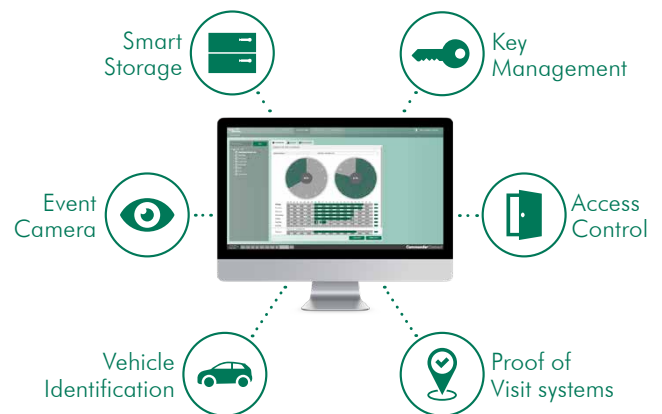 Smart
Storage
Key
Management
Event
Camera
Access
Control
Vehicle
Identification
Proof of
Visit systems